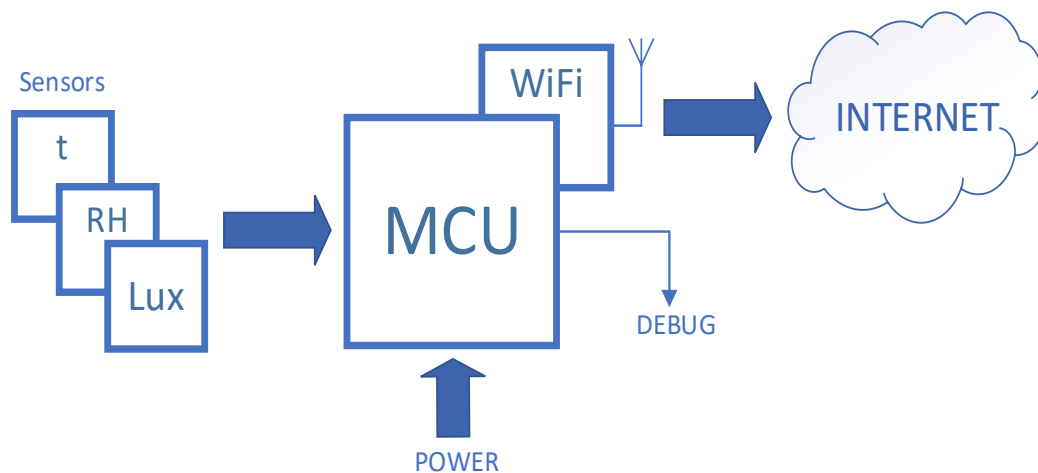 Sensors
t
RH
Lux
MCU
WiFi
INTERNET
DEBUG
POWER